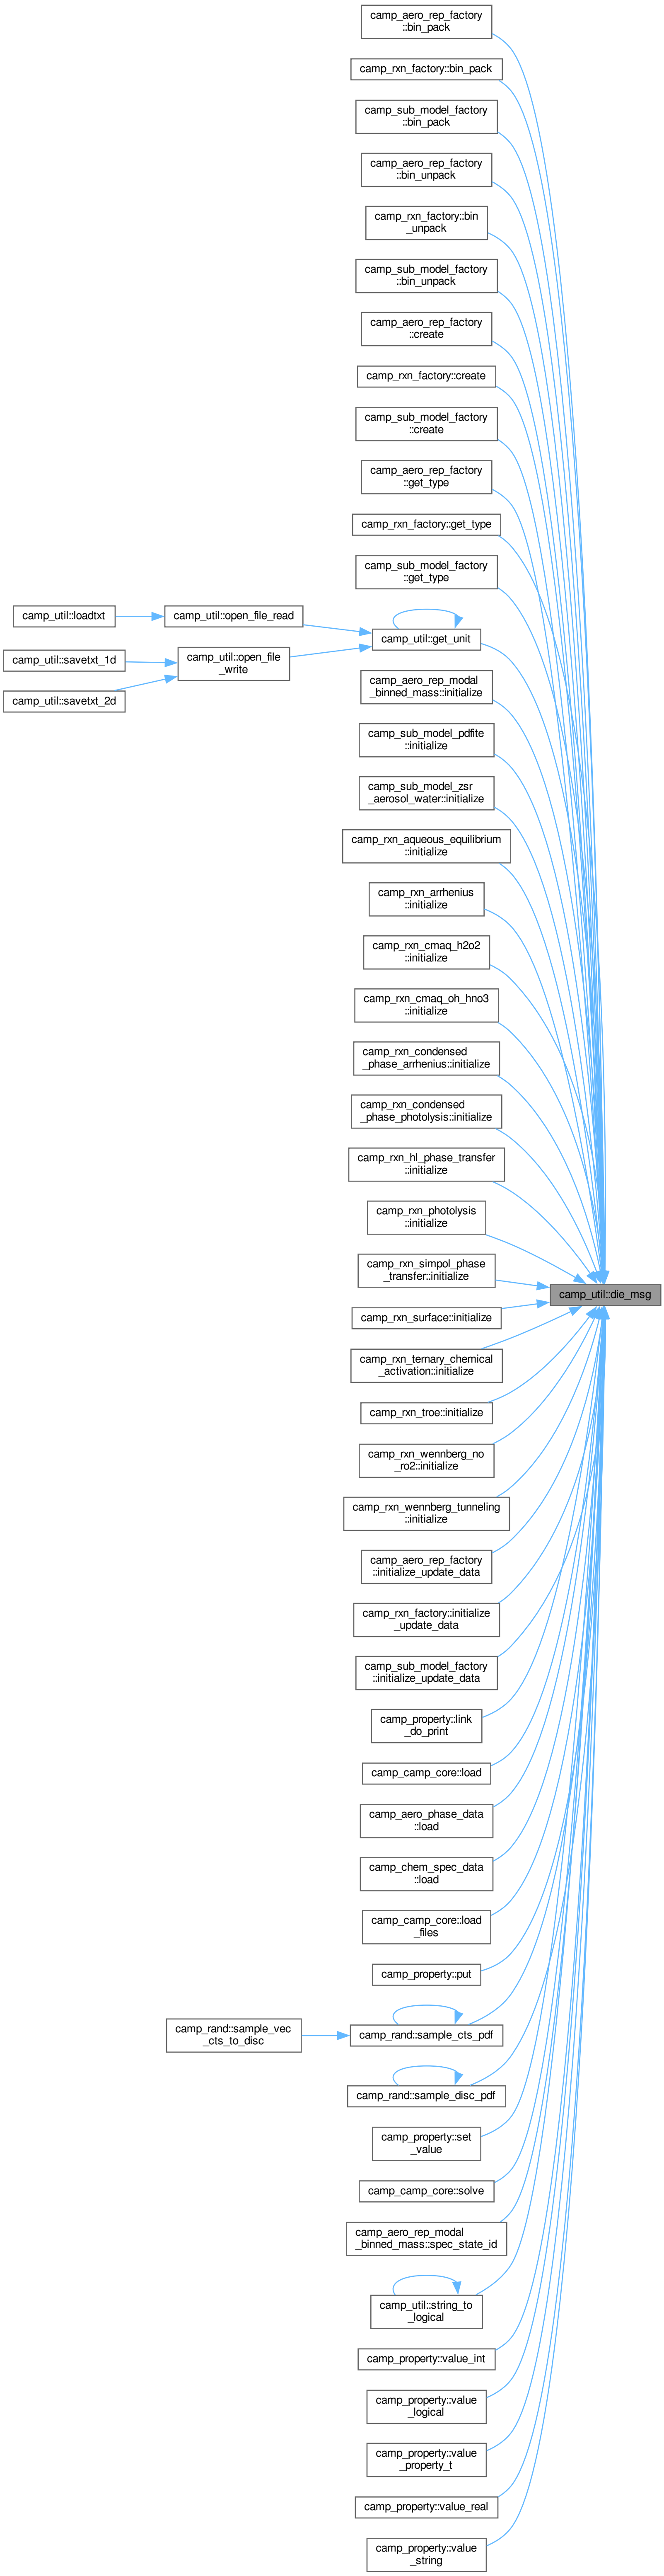 camp_aero_rep_factory
::bin_pack
camp_rxn_factory::bin_pack
camp_sub_model_factory
::bin_pack
camp_aero_rep_factory
::bin_unpack
camp_rxn_factory::bin
_unpack
camp_sub_model_factory
::bin_unpack
camp_aero_rep_factory
::create
camp_rxn_factory::create
camp_sub_model_factory
::create
camp_aero_rep_factory
::get_type
camp_rxn_factory::get_type
camp_sub_model_factory
::get_type
camp_util::loadtxt
camp_util::open_file_read
camp_util::get_unit
camp_util::savetxt_1d
camp_util::open_file
_write
camp_util::savetxt_2d
camp_aero_rep_modal
_binned_mass::initialize
camp_sub_model_pdfite
::initialize
camp_sub_model_zsr
_aerosol_water::initialize
camp_rxn_aqueous_equilibrium
::initialize
camp_rxn_arrhenius
::initialize
camp_rxn_cmaq_h2o2
::initialize
camp_rxn_cmaq_oh_hno3
::initialize
camp_rxn_condensed
_phase_arrhenius::initialize
camp_rxn_condensed
_phase_photolysis::initialize
camp_rxn_hl_phase_transfer
::initialize
camp_rxn_photolysis
::initialize
camp_rxn_simpol_phase
_transfer::initialize
camp_util::die_msg
camp_rxn_surface::initialize
camp_rxn_ternary_chemical
_activation::initialize
camp_rxn_troe::initialize
camp_rxn_wennberg_no
_ro2::initialize
camp_rxn_wennberg_tunneling
::initialize
camp_aero_rep_factory
::initialize_update_data
camp_rxn_factory::initialize
_update_data
camp_sub_model_factory
::initialize_update_data
camp_property::link
_do_print
camp_camp_core::load
camp_aero_phase_data
::load
camp_chem_spec_data
::load
camp_camp_core::load
_files
camp_property::put
camp_rand::sample_vec
_cts_to_disc
camp_rand::sample_cts_pdf
camp_rand::sample_disc_pdf
camp_property::set
_value
camp_camp_core::solve
camp_aero_rep_modal
_binned_mass::spec_state_id
camp_util::string_to
_logical
camp_property::value_int
camp_property::value
_logical
camp_property::value
_property_t
camp_property::value_real
camp_property::value
_string